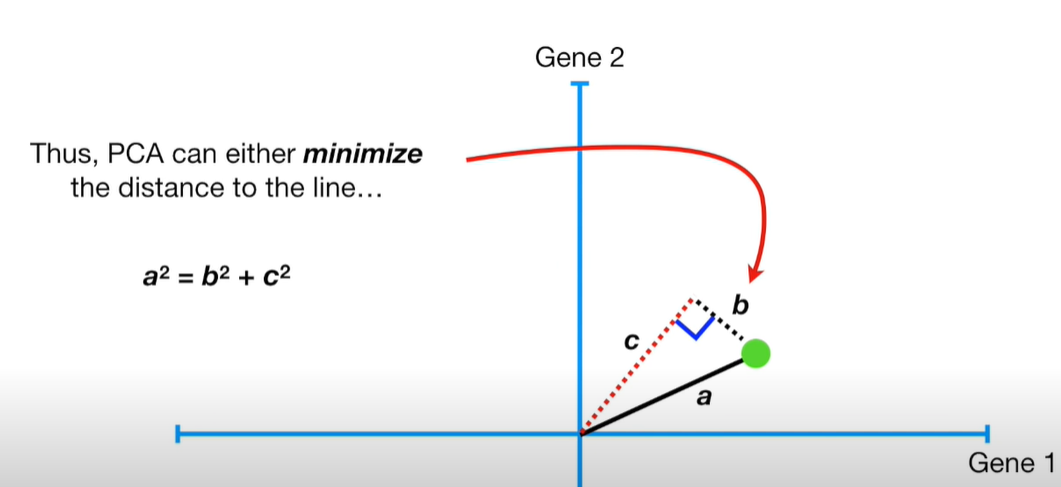 Gene 2
Thus, PCA can either minimize
the distance to the line...
a² = b² + c²
b
c
a
Gene 1